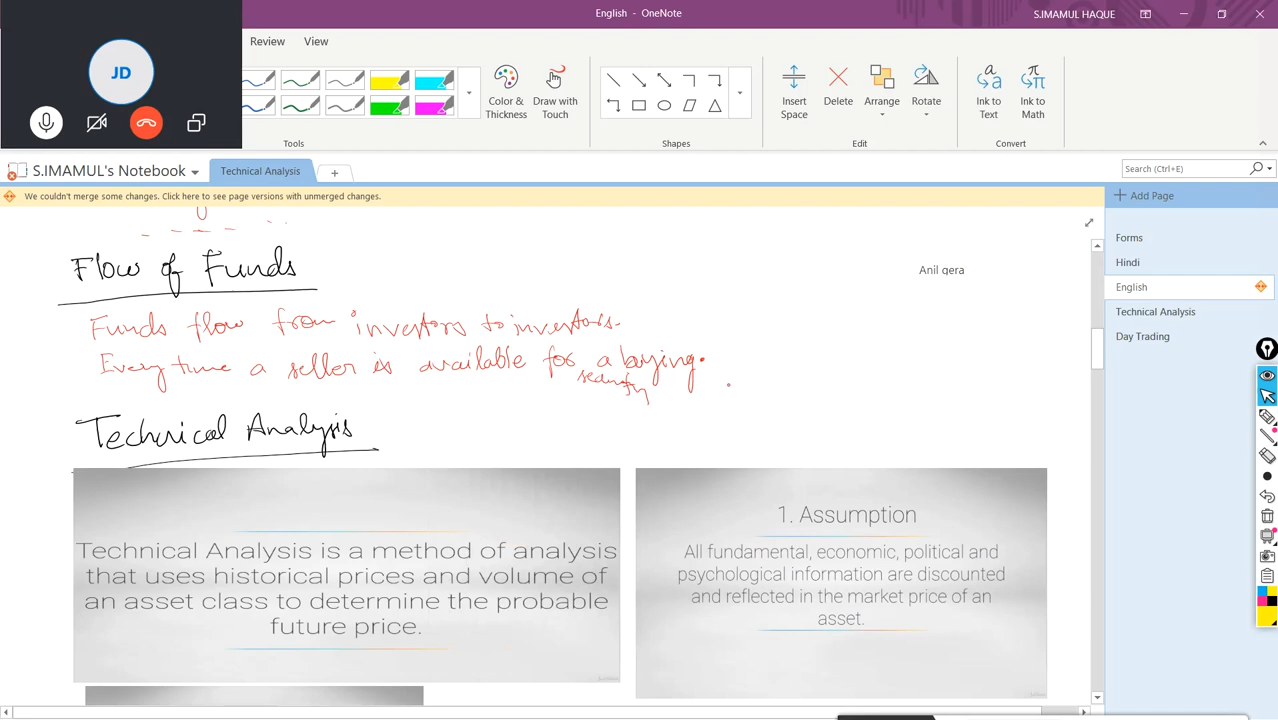 English - OneNote
S.IMAMUL HAQUE
JD
Review
View
Color &
Thickness
Draw with
Touch
Insert
Space
Delete
Arrange
Rotate
Ink to
Text
Ink to
Math
Tools
Shapes
Edit
Convert
S.IMAMUL's Notebook
Technical Analysis
Search (Ctrl+E)
We couldn't merge some changes. Click here to see page versions with unmerged changes.
Add Page
Forms
Hindi
English
Technical Analysis
Day Trading
Flow of Funds
Anil gera
Funds flow from investors to investors.
Every time a seller is available for a buying.
security
Technical Analysis
Technical Analysis is a method of analysis
that uses historical prices and volume of
an asset class to determine the probable
future price.
1. Assumption
All fundamental, economic, political and
psychological information are discounted
and reflected in the market price of an
asset.